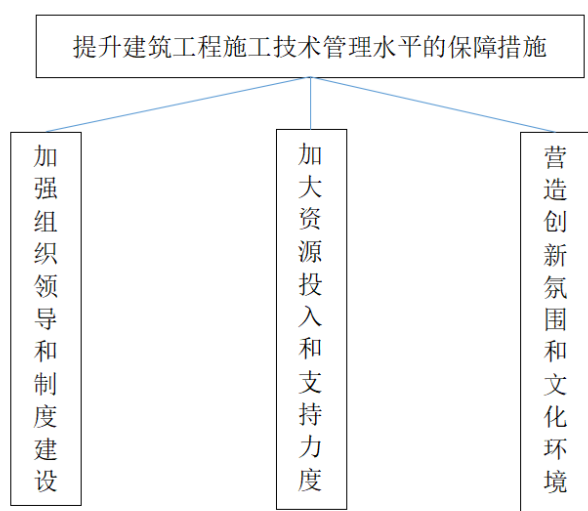 提升建筑工程施工技术管理水平的保障措施
加强组织领导和制度建设
加大资源投入和支持力度
营造创新氛围和文化环境